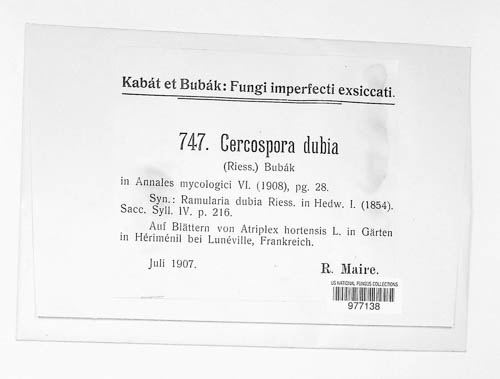 Kabát et Bubák: Fungi imperfecti exsiccati.
747. Cercospora dubia
(Riess.) Bubák
in Annales mycologici VI. (1908), pg. 28.
Syn.: Ramularia dubia Riess. in Hedw. I. (1854).
Sacc. Syll. IV. p. 216.
Auf Blättern von Atriplex hortensis L. in Gärten
in Hériménil bei Lunéville, Frankreich.
Juli 1907.
R. Maire.
US NATIONAL FUNGUS COLLECTIONS
977138